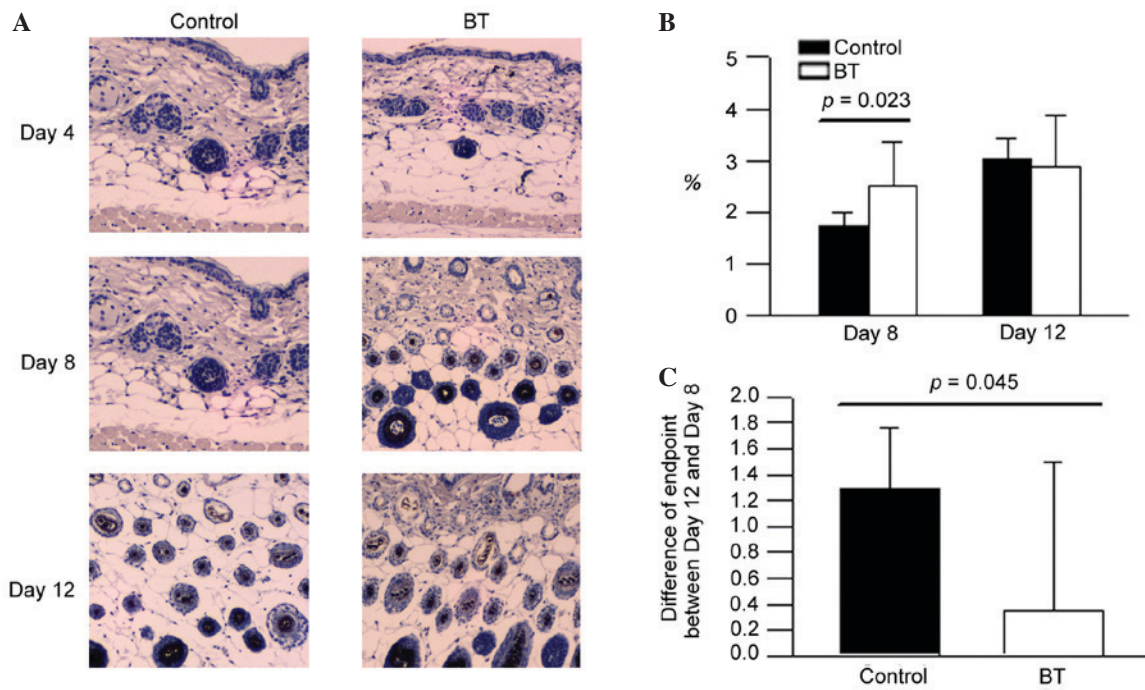 A
Control
BT
Day 4
Day 8
Day 12
B
Control
BT
p = 0.023
5
4
3
2
1
0
%
Day 8
Day 12
C
p = 0.045
Difference of endpoint
between Day 12 and Day 8
2.0
1.8
1.6
1.4
1.2
1.0
0.8
0.6
0.4
0.2
0.0
Control
BT